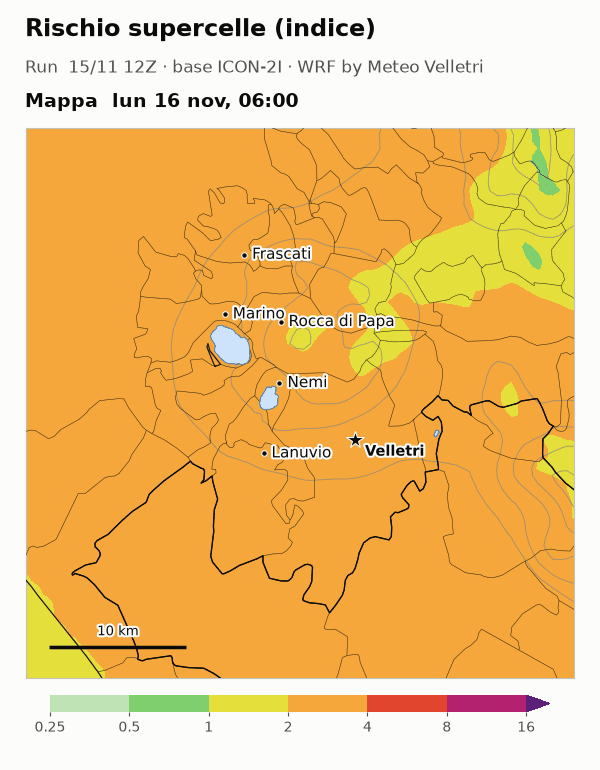 Rischio supercelle (indice)
Run  15/11 12Z · base ICON-2I · WRF by Meteo Velletri
Mappa  lun 16 nov, 06:00
Frascati
Marino
Rocca di Papa
Nemi
Velletri
Lanuvio
10 km
0.25 0.5 1 2 4 8 16